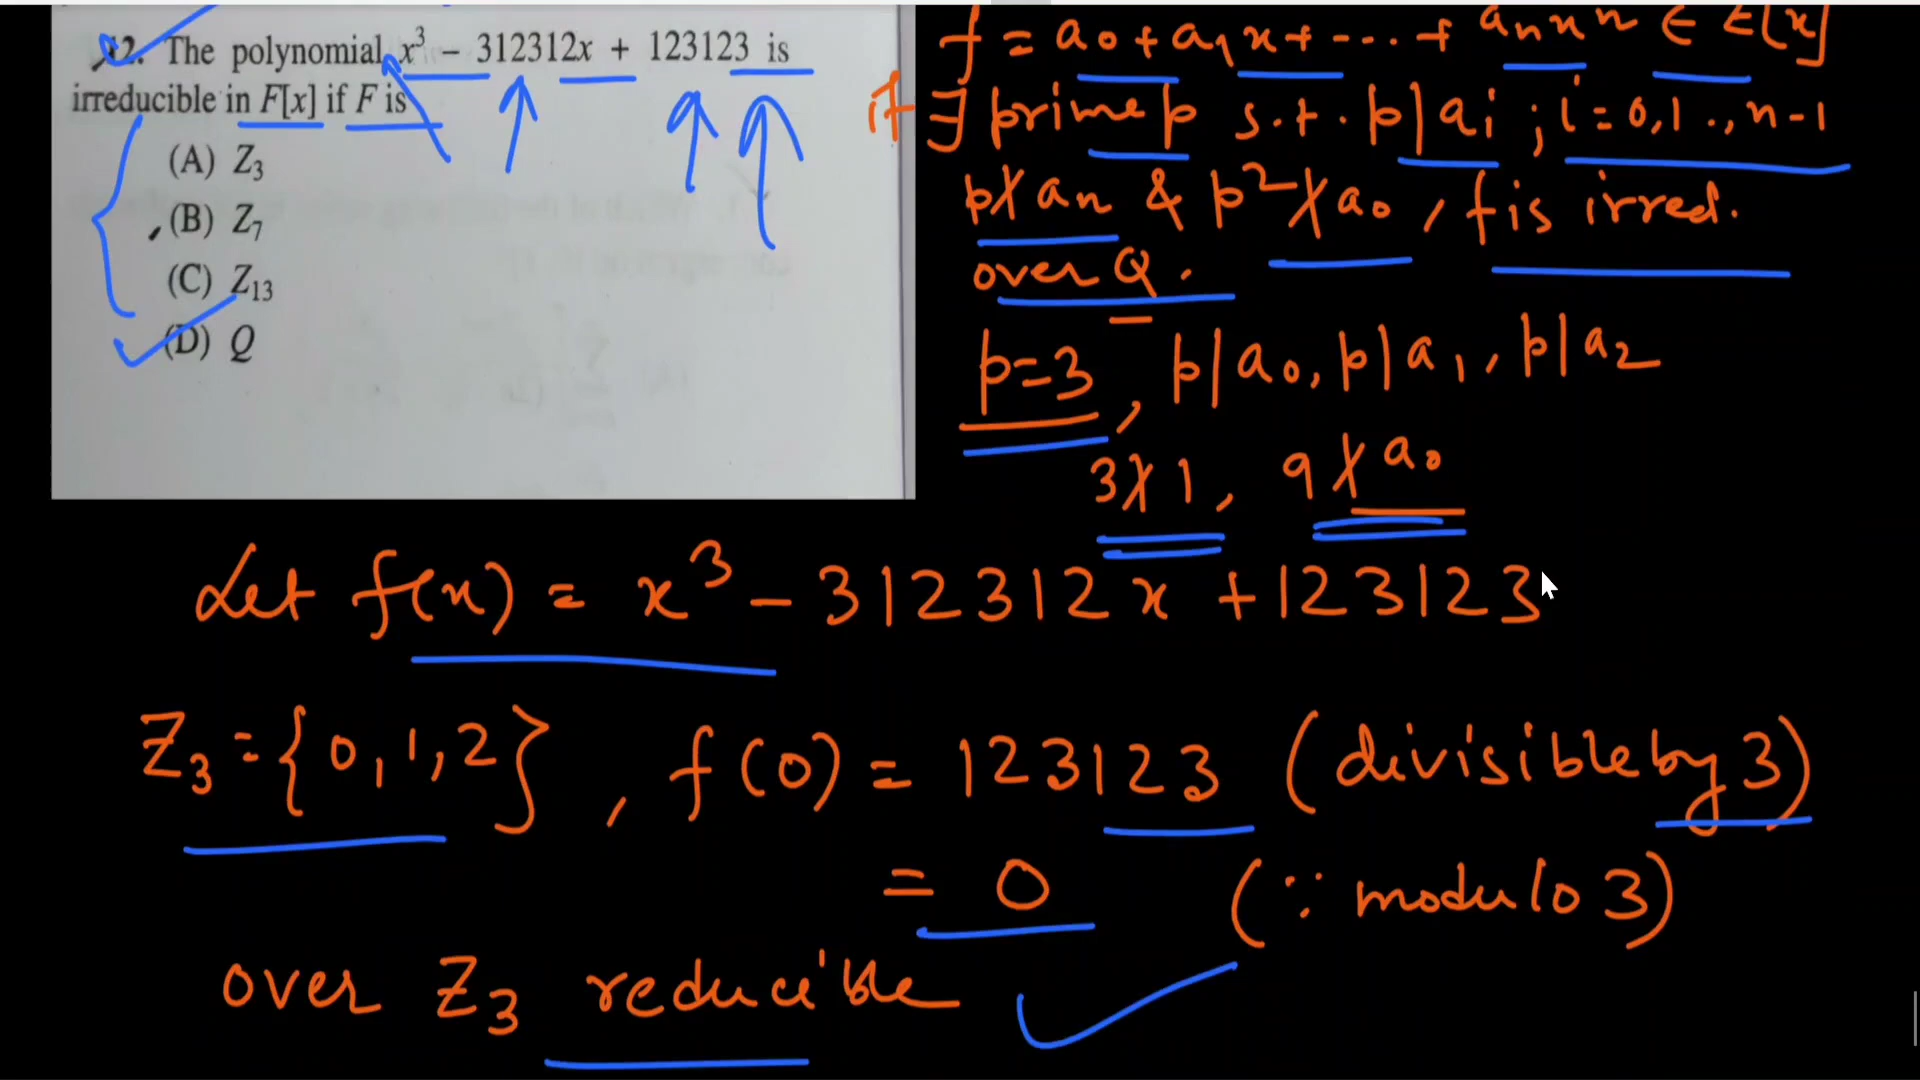 12. The polynomial x³ – 312312x + 123123 is
irreducible in F[x] if F is
(A) Z₃
(B) Z₇
(C) Z₁₃
(D) Q
f = a₀ + a₁x + --- + aₙxⁿ ∈ Z[x]
if ∃ prime p s.t. p|aᵢ ; i = 0,1 .., n-1
p∤aₙ & p² ∤ a₀ , f is irred.
over Q.
p=3 , p|a₀, p|a₁, p|a₂
3∤1, 9∤a₀
Let f(x) = x³ – 312312x + 123123
Z₃ = {0,1,2} , f(0) = 123123 (divisible by 3)
= 0 (∵ modulo 3)
over Z₃ reducible